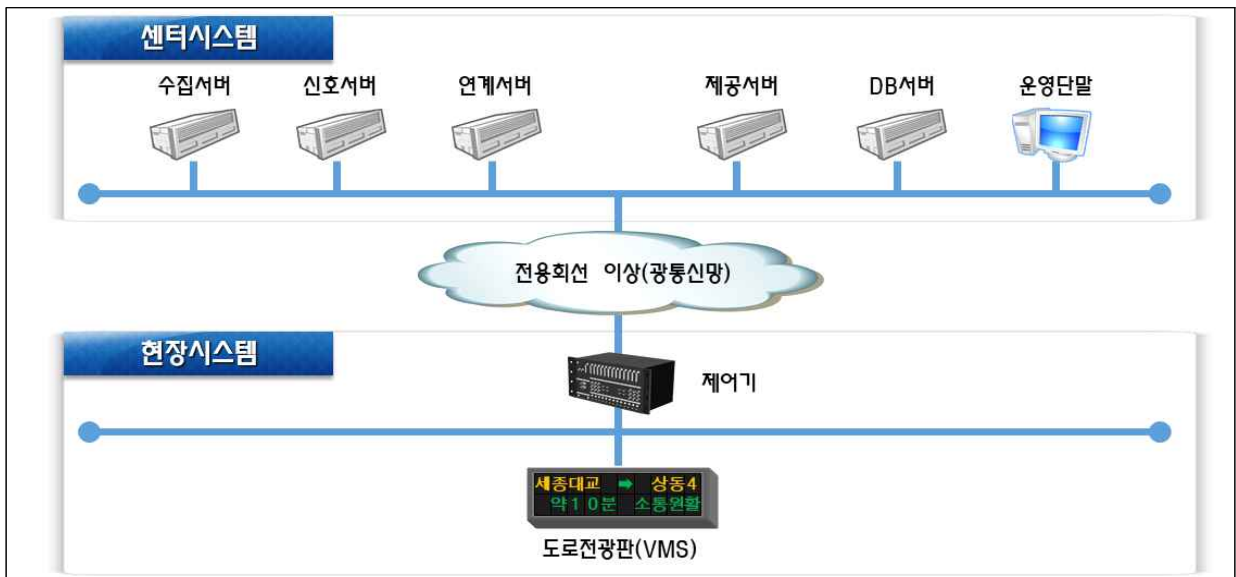 센터시스템
수집서버 신호서버 연계서버 제공서버 DB서버 운영단말
전용회선 이상(광통신망)
현장시스템
제어기
세종대교 ➡ 상동4
약10분 소통원활
도로전광판(VMS)